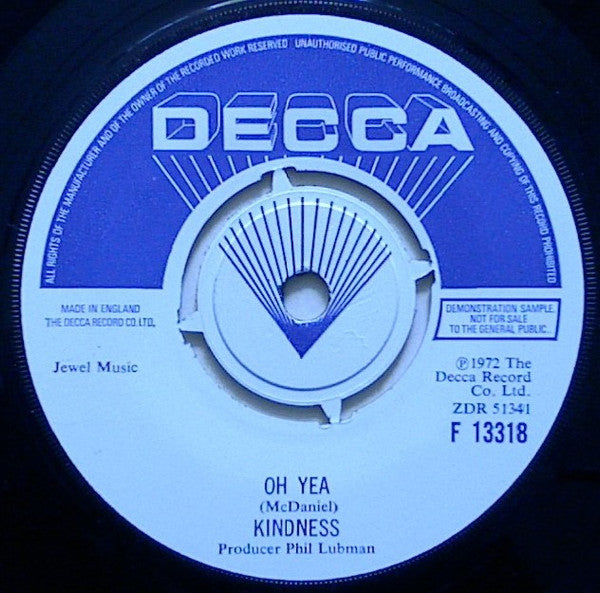 ALL RIGHTS OF THE MANUFACTURER AND OF THE OWNER OF THE RECORDED WORK RESERVED UNAUTHORISED PUBLIC PERFORMANCE BROADCASTING AND COPYING OF THIS RECORD PROHIBITED
DECCA
MADE IN ENGLAND
THE DECCA RECORD CO. LTD.
DEMONSTRATION SAMPLE
NOT FOR SALE
TO THE GENERAL PUBLIC.
Jewel Music
℗1972 The
Decca Record
Co. Ltd.
ZDR 51341
F 13318
OH YEA
(McDaniel)
KINDNESS
Producer Phil Lubman